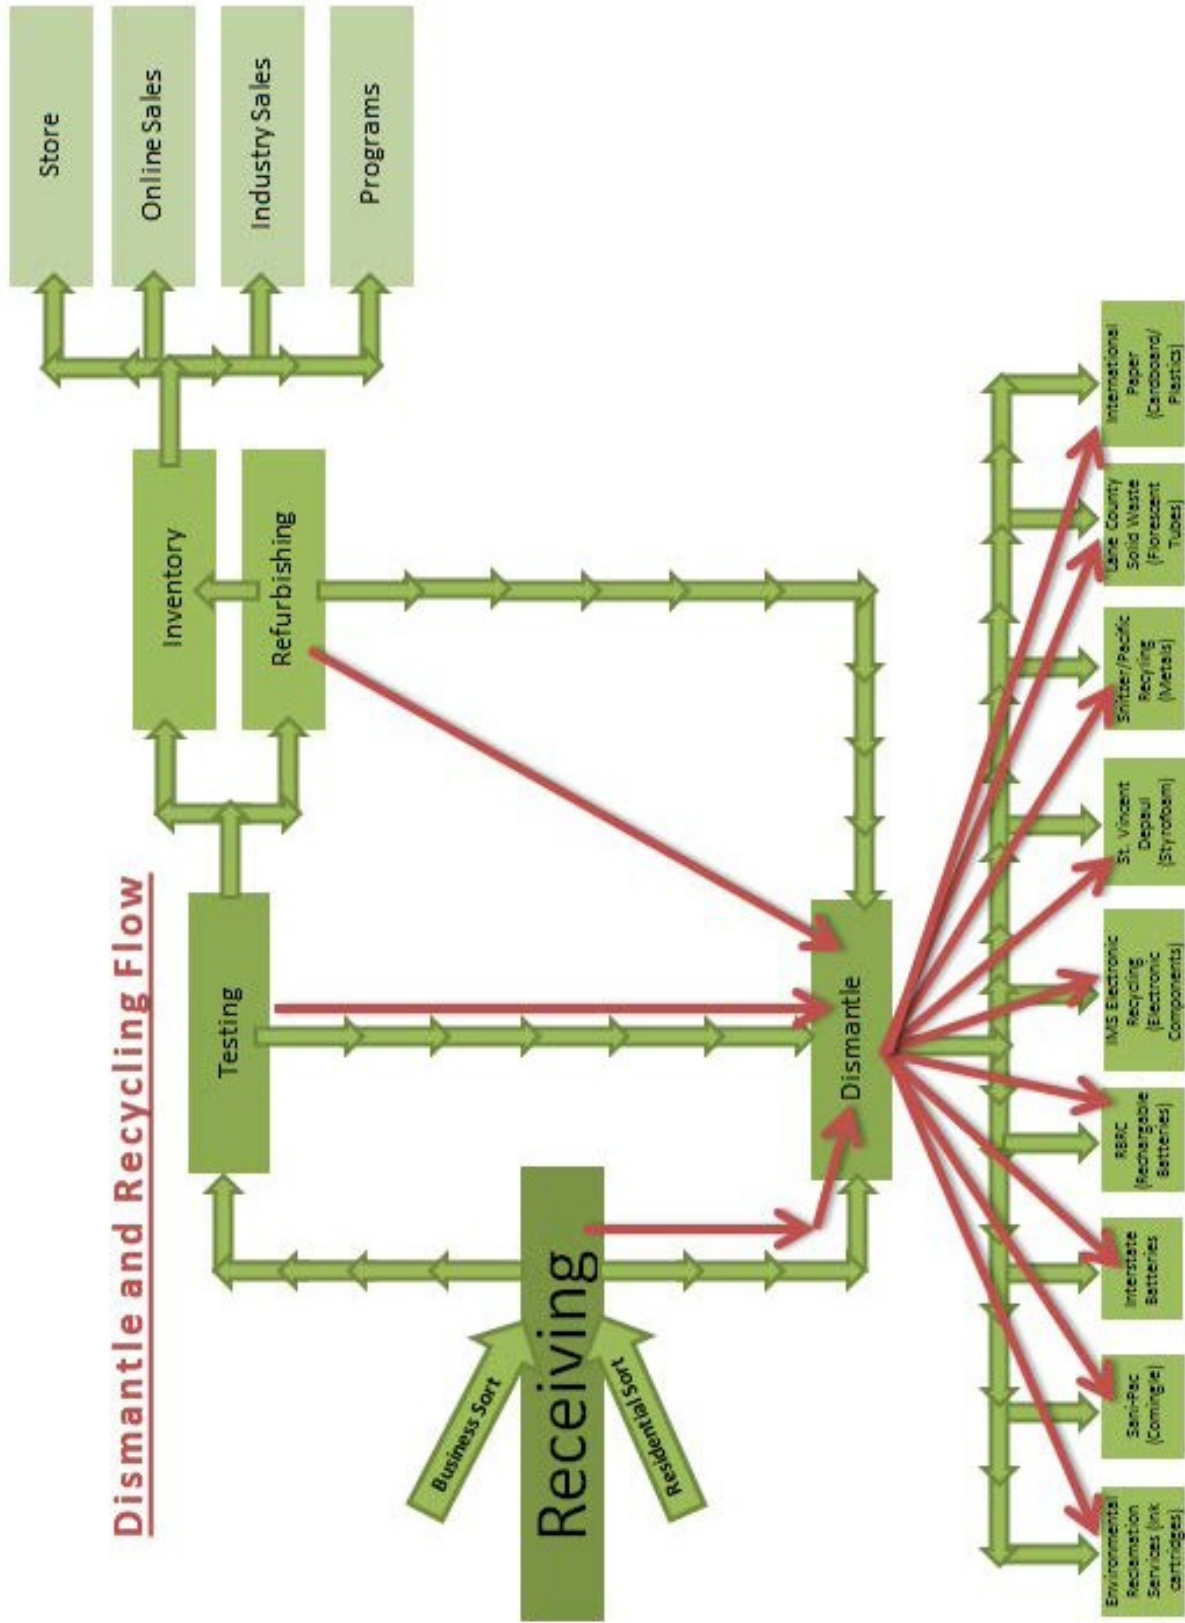 Dismantle and Recycling Flow
Business Sort
Residential Sort
Receiving
Testing
Dismantle
Inventory
Refurbishing
Store
Online Sales
Industry Sales
Programs
Environmental
Reclamation
Services (Ink
cartridges)
Sani-Pac
(Comingle)
Interstate
Batteries
RBRC
(Rechargable
Batteries)
IMS Electronic
Recycling
(Electronic
Components)
St. Vincent
Depaul
(Styrofoam)
Snitzer/Pacific
Recyling
(Metals)
Lane County
Solid Waste
(Florescent
Tubes)
International
Paper
(Cardboard/
Plastics)